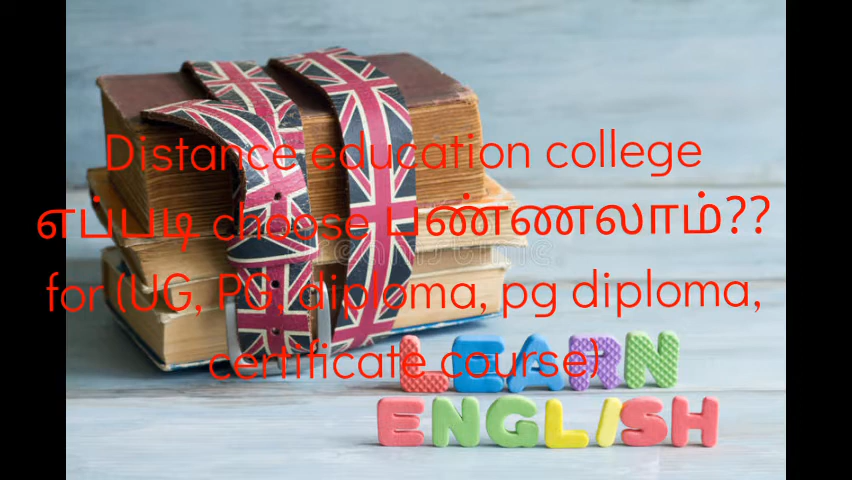 Distance education college
எப்படி choose பண்ணலாம்??
for (UG, PG, diploma, pg diploma,
certificate course)
LEARN
ENGLISH